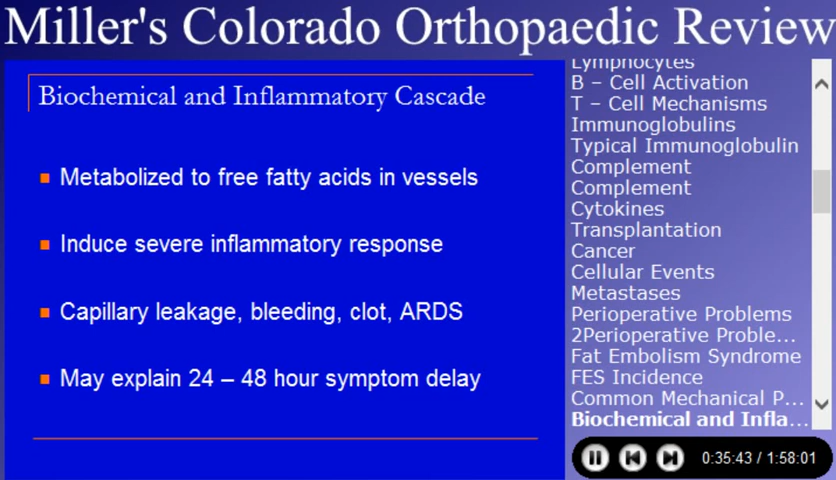 Miller's Colorado Orthopaedic Review
Biochemical and Inflammatory Cascade
Metabolized to free fatty acids in vessels
Induce severe inflammatory response
Capillary leakage, bleeding, clot, ARDS
May explain 24 – 48 hour symptom delay
Lymphocytes
B – Cell Activation
T – Cell Mechanisms
Immunoglobulins
Typical Immunoglobulin
Complement
Complement
Cytokines
Transplantation
Cancer
Cellular Events
Metastases
Perioperative Problems
2Perioperative Proble...
Fat Embolism Syndrome
FES Incidence
Common Mechanical P...
Biochemical and Infla...
0:35:43 / 1:58:01